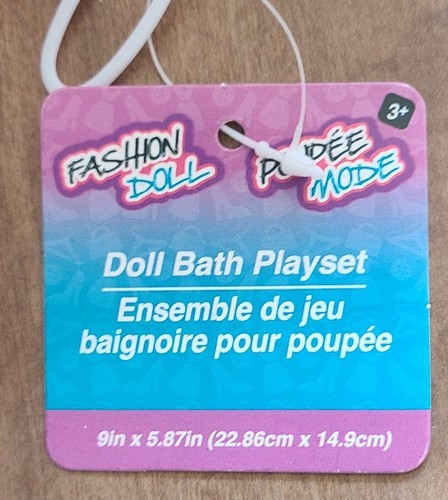 3+
FASHION
DOLL
POUPÉE
MODE
Doll Bath Playset
Ensemble de jeu
baignoire pour poupée
9in x 5.87in (22.86cm x 14.9cm)